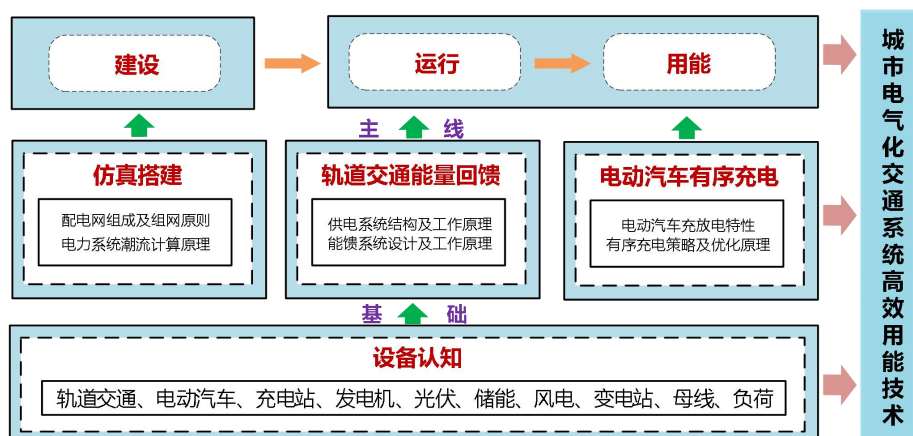 建设
运行
用能
主 线
仿真搭建
配电网组成及组网原则
电力系统潮流计算原理
轨道交通能量回馈
供电系统结构及工作原理
能馈系统设计及工作原理
电动汽车有序充电
电动汽车充放电特性
有序充电策略及优化原理
基 础
设备认知
轨道交通、电动汽车、充电站、发电机、光伏、储能、风电、变电站、母线、负荷
城市电气化交通系统高效用能技术